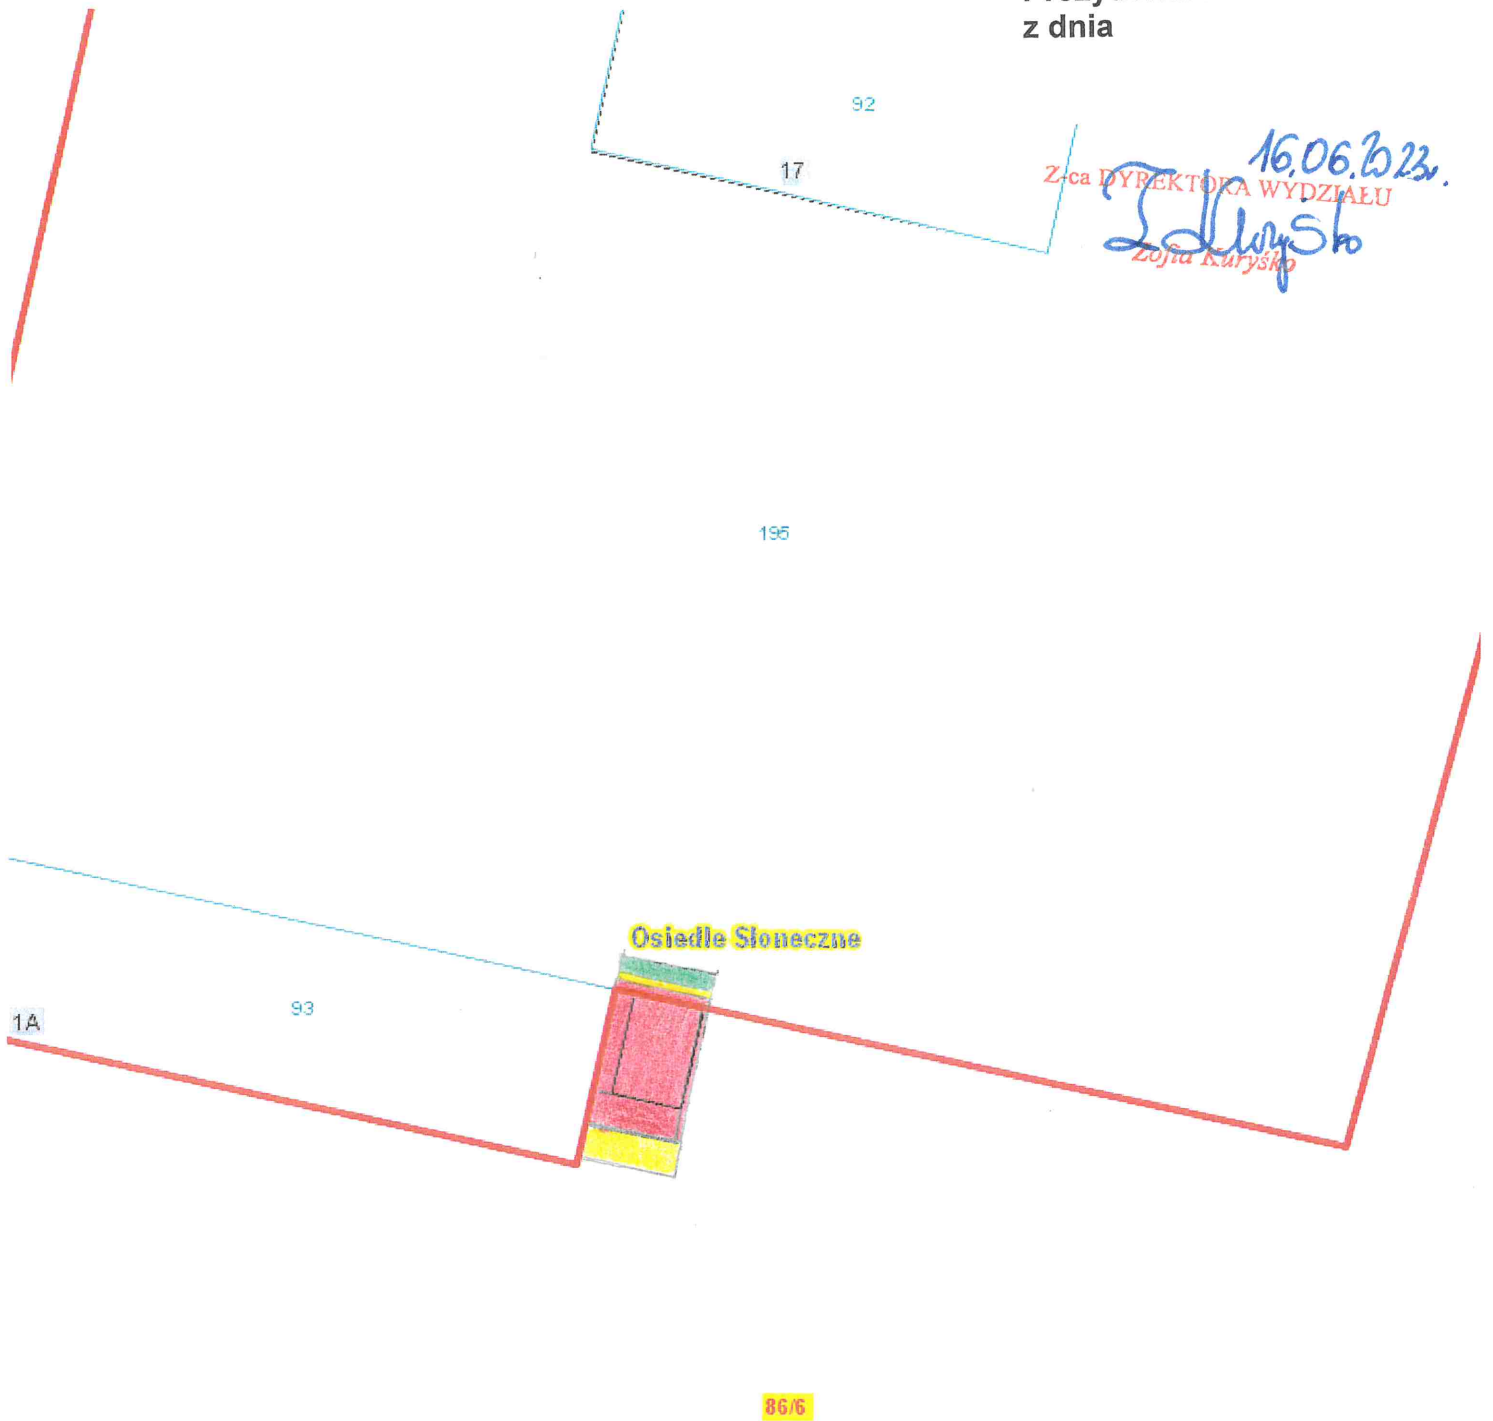 z dnia
92
17
16.06.2023r.
Z-ca DYREKTORA WYDZIAŁU
Zofia Kuryśko
195
Osiedle Słoneczne
93
1A
86/6